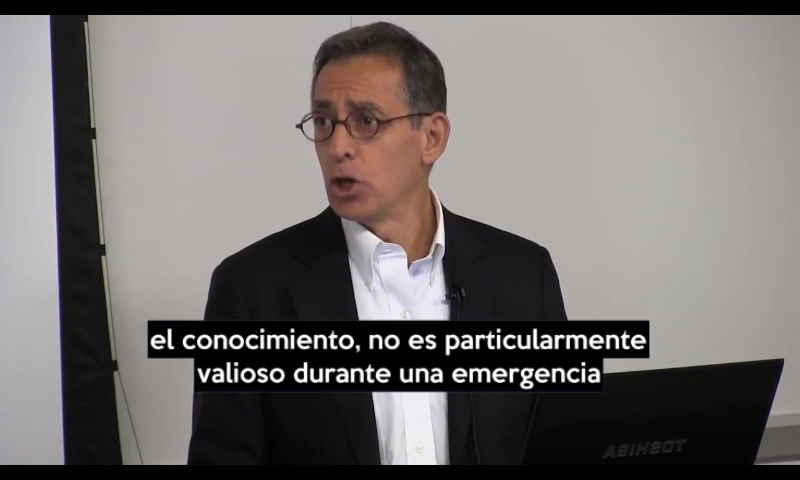 el conocimiento, no es particularmente
valioso durante una emergencia
TOSHIBA